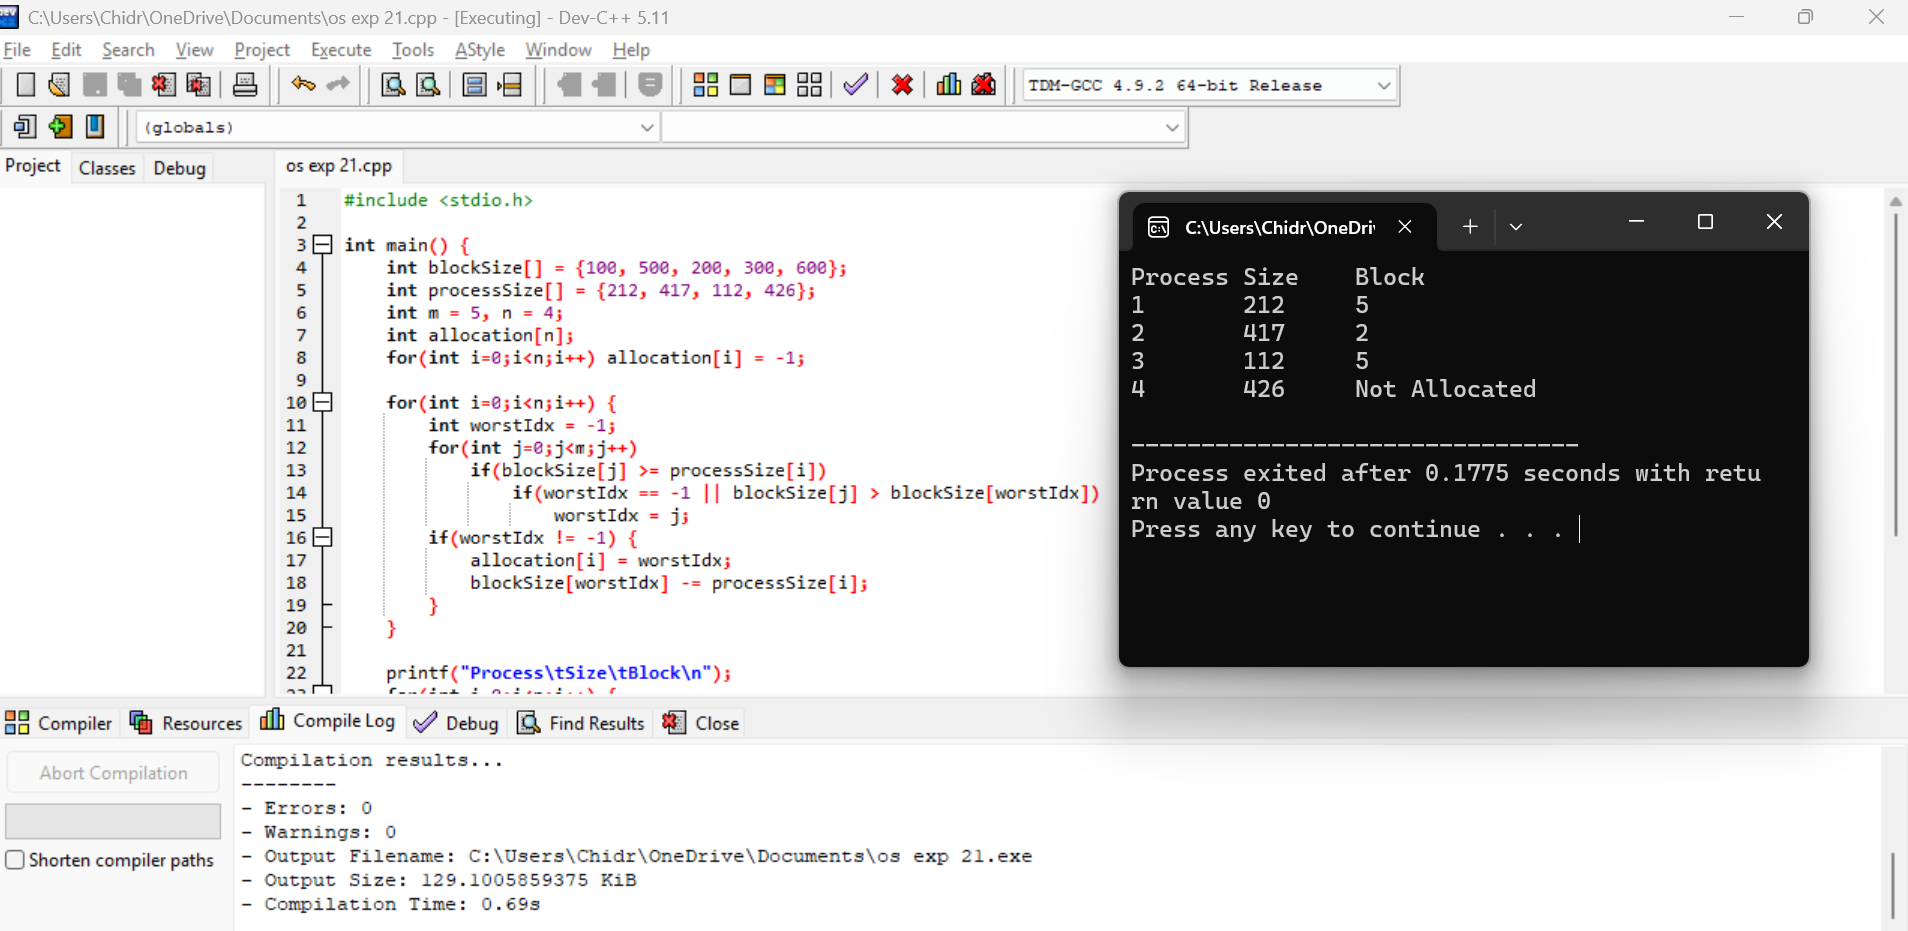 C:\Users\Chidr\OneDrive\Documents\os exp 21.cpp - [Executing] - Dev-C++ 5.11
File Edit Search View Project Execute Tools AStyle Window Help
TDM-GCC 4.9.2 64-bit Release
(globals)
Project Classes Debug
os exp 21.cpp
1 #include <stdio.h>
2
3 int main() {
4 int blockSize[] = {100, 500, 200, 300, 600};
5 int processSize[] = {212, 417, 112, 426};
6 int m = 5, n = 4;
7 int allocation[n];
8 for(int i=0;i<n;i++) allocation[i] = -1;
9
10 for(int i=0;i<n;i++) {
11 int worstIdx = -1;
12 for(int j=0;j<m;j++)
13 if(blockSize[j] >= processSize[i])
14 if(worstIdx == -1 || blockSize[j] > blockSize[worstIdx])
15 worstIdx = j;
16 if(worstIdx != -1) {
17 allocation[i] = worstIdx;
18 blockSize[worstIdx] -= processSize[i];
19 }
20 }
21
22 printf("Process\tSize\tBlock\n");
C:\Users\Chidr\OneDri
Process Size Block
1 212 5
2 417 2
3 112 5
4 426 Not Allocated
--------------------------------
Process exited after 0.1775 seconds with retu
rn value 0
Press any key to continue . . .
Compiler Resources Compile Log Debug Find Results Close
Abort Compilation
Shorten compiler paths
Compilation results...
--------
- Errors: 0
- Warnings: 0
- Output Filename: C:\Users\Chidr\OneDrive\Documents\os exp 21.exe
- Output Size: 129.1005859375 KiB
- Compilation Time: 0.69s